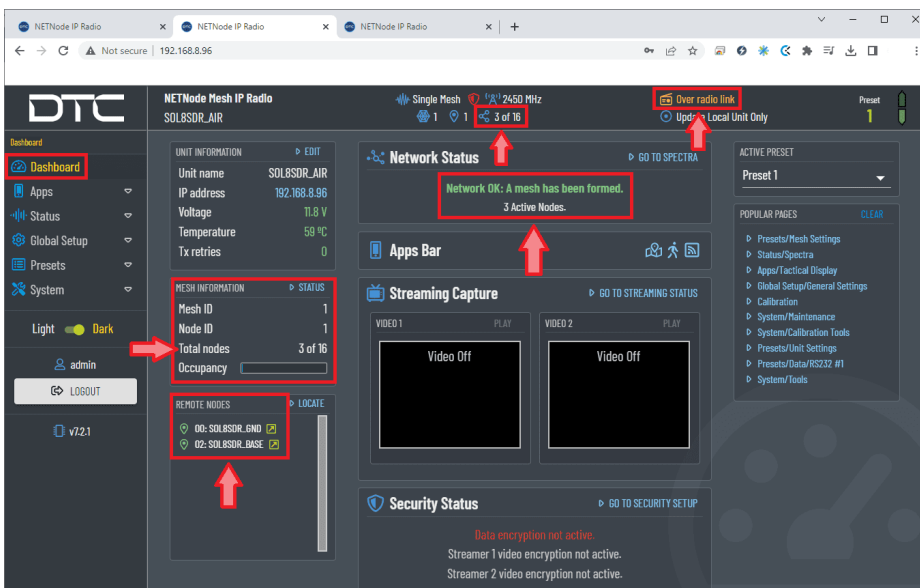 NETNode IP Radio
NETNode IP Radio
NETNode IP Radio
Not secure
192.168.8.96
DTC
NETNode Mesh IP Radio
SOL8SDR_AIR
Single Mesh
2450 MHz
1
1
3 of 16
Over radio link
Update Local Unit Only
Preset
1
Dashboard
Dashboard
Apps
Status
Global Setup
Presets
System
Light
Dark
admin
LOGOUT
v7.2.1
UNIT INFORMATION
EDIT
Unit name SOL8SDR_AIR
IP address 192.168.8.96
Voltage 11.8 V
Temperature 59 ºC
Tx retries 0
MESH INFORMATION
STATUS
Mesh ID 1
Node ID 1
Total nodes 3 of 16
Occupancy
REMOTE NODES
LOCATE
00: SOL8SDR_GND
02: SOL8SDR_BASE
Network Status
GO TO SPECTRA
Network OK: A mesh has been formed.
3 Active Nodes.
Apps Bar
Streaming Capture
GO TO STREAMING STATUS
VIDEO 1
PLAY
Video Off
VIDEO 2
PLAY
Video Off
Security Status
GO TO SECURITY SETUP
Data encryption not active.
Streamer 1 video encryption not active.
Streamer 2 video encryption not active.
ACTIVE PRESET
Preset 1
POPULAR PAGES
CLEAR
Presets/Mesh Settings
Status/Spectra
Apps/Tactical Display
Global Setup/General Settings
Calibration
System/Maintenance
System/Calibration Tools
Presets/Unit Settings
Presets/Data/RS232 #1
System/Tools